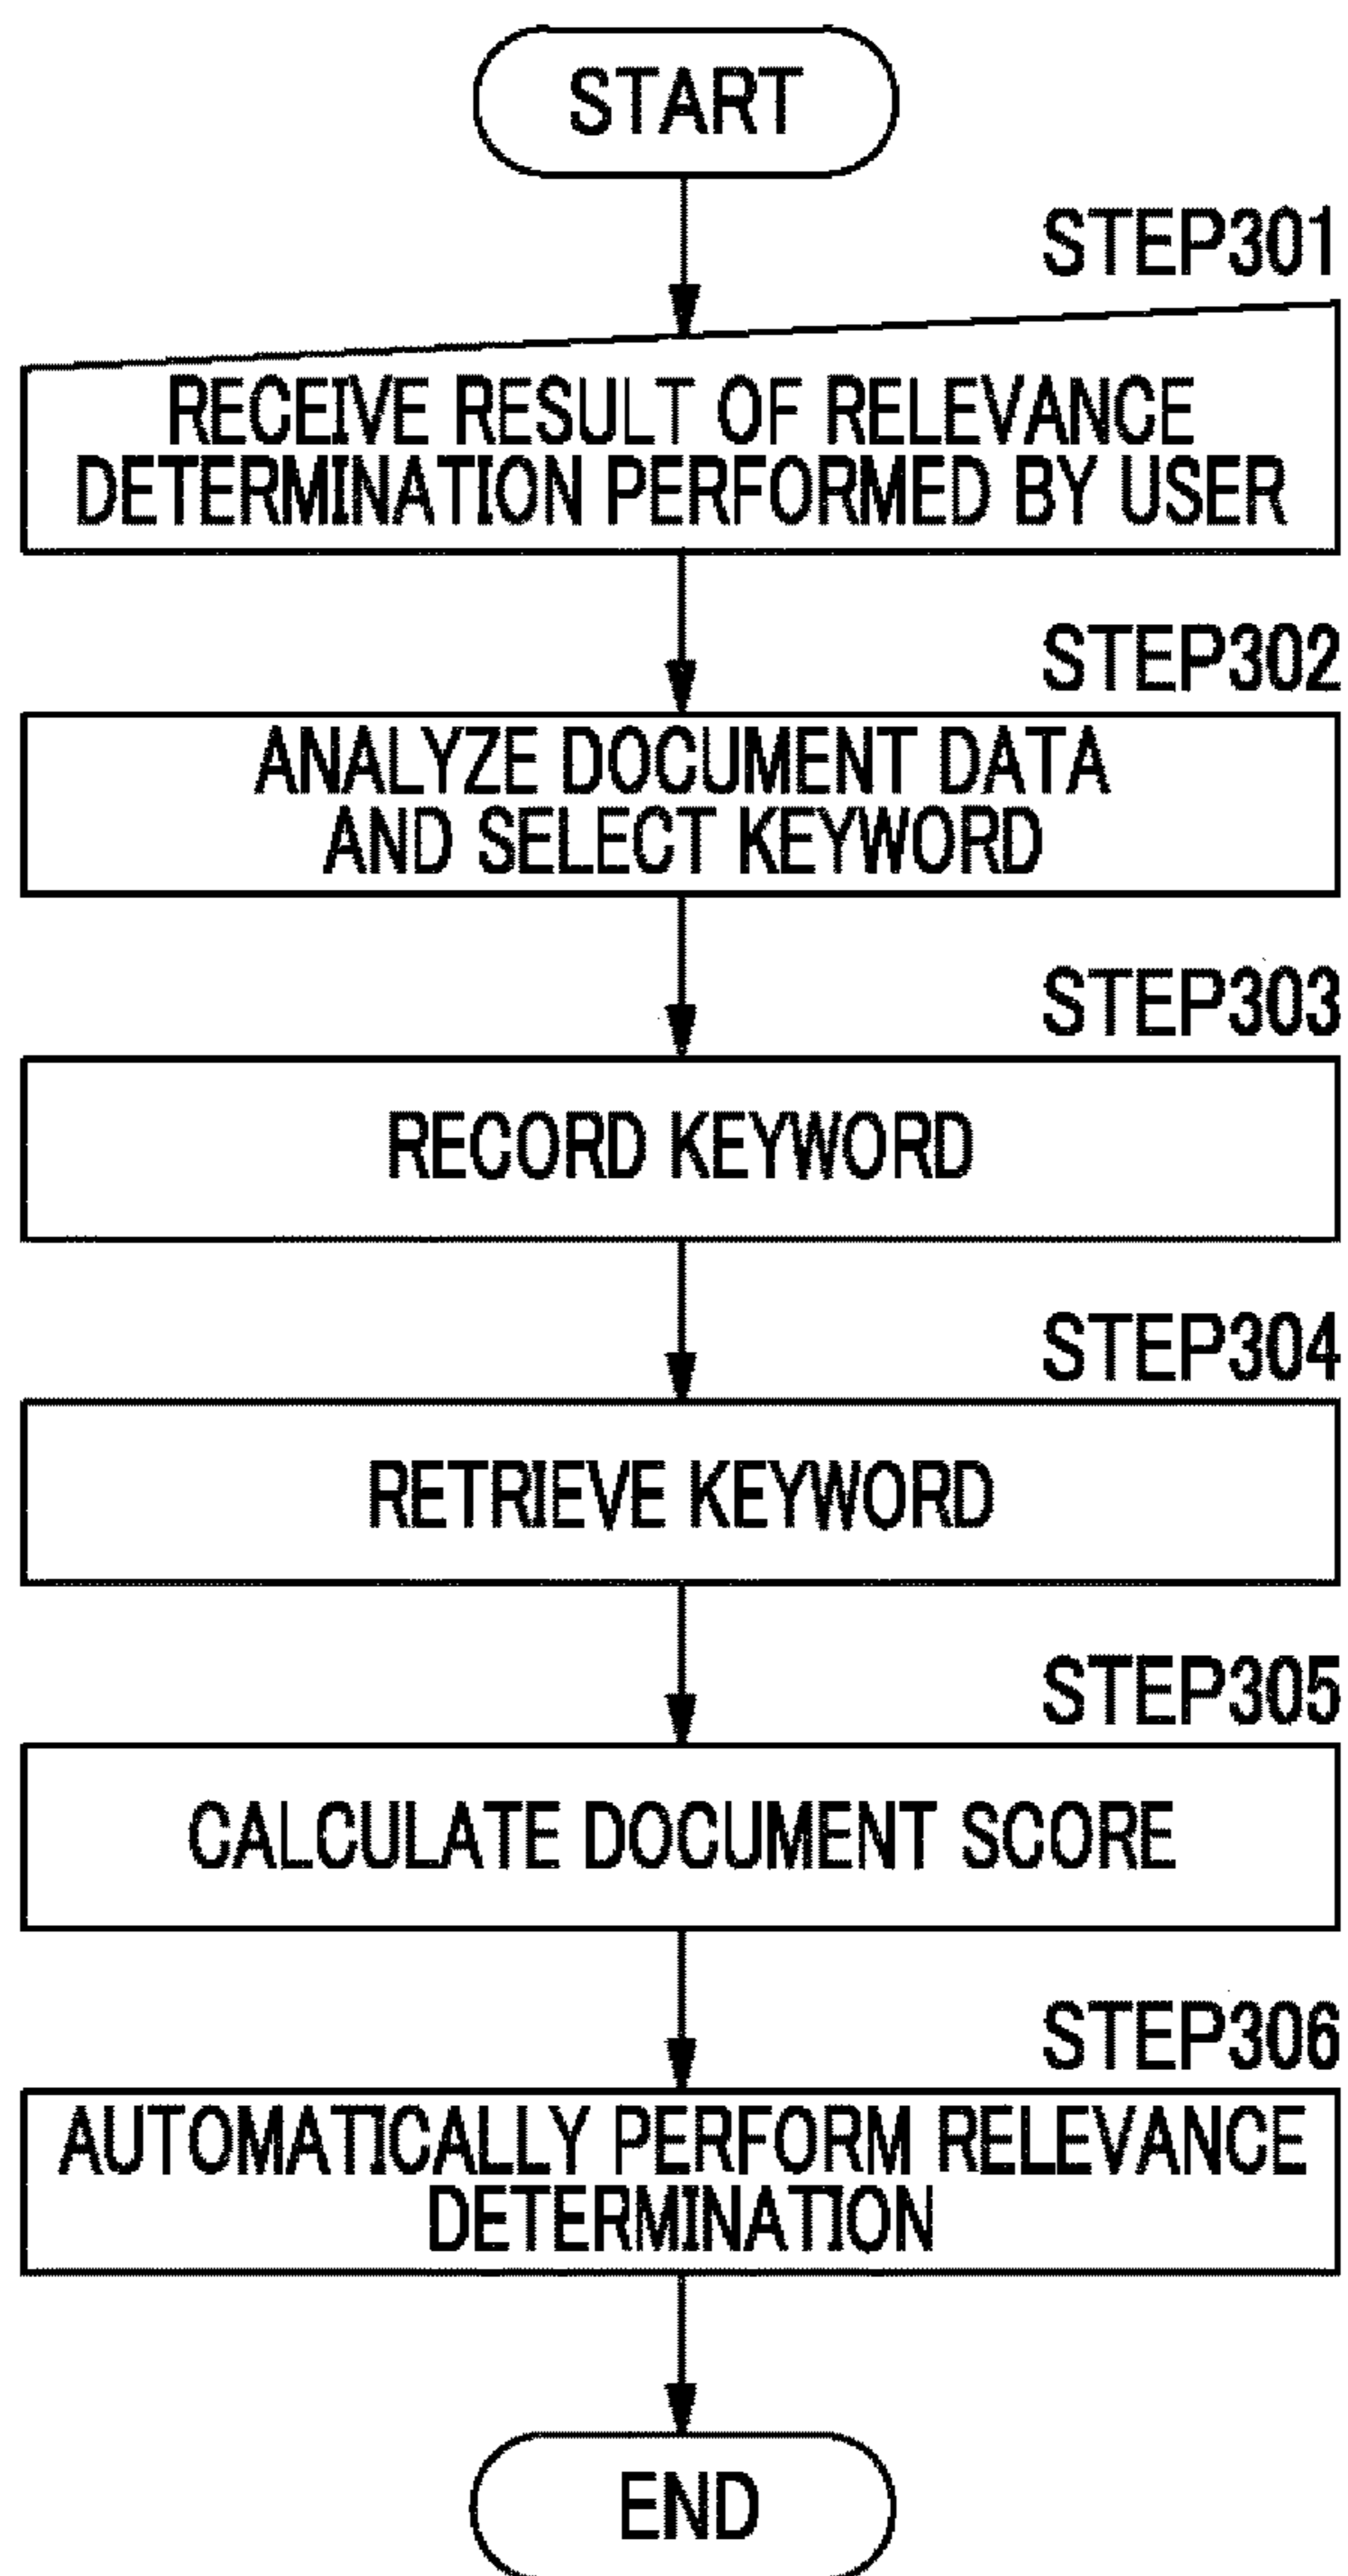 START
STEP301
RECEIVE RESULT OF RELEVANCE
DETERMINATION PERFORMED BY USER
STEP302
ANALYZE DOCUMENT DATA
AND SELECT KEYWORD
STEP303
RECORD KEYWORD
STEP304
RETRIEVE KEYWORD
STEP305
CALCULATE DOCUMENT SCORE
STEP306
AUTOMATICALLY PERFORM RELEVANCE
DETERMINATION
END